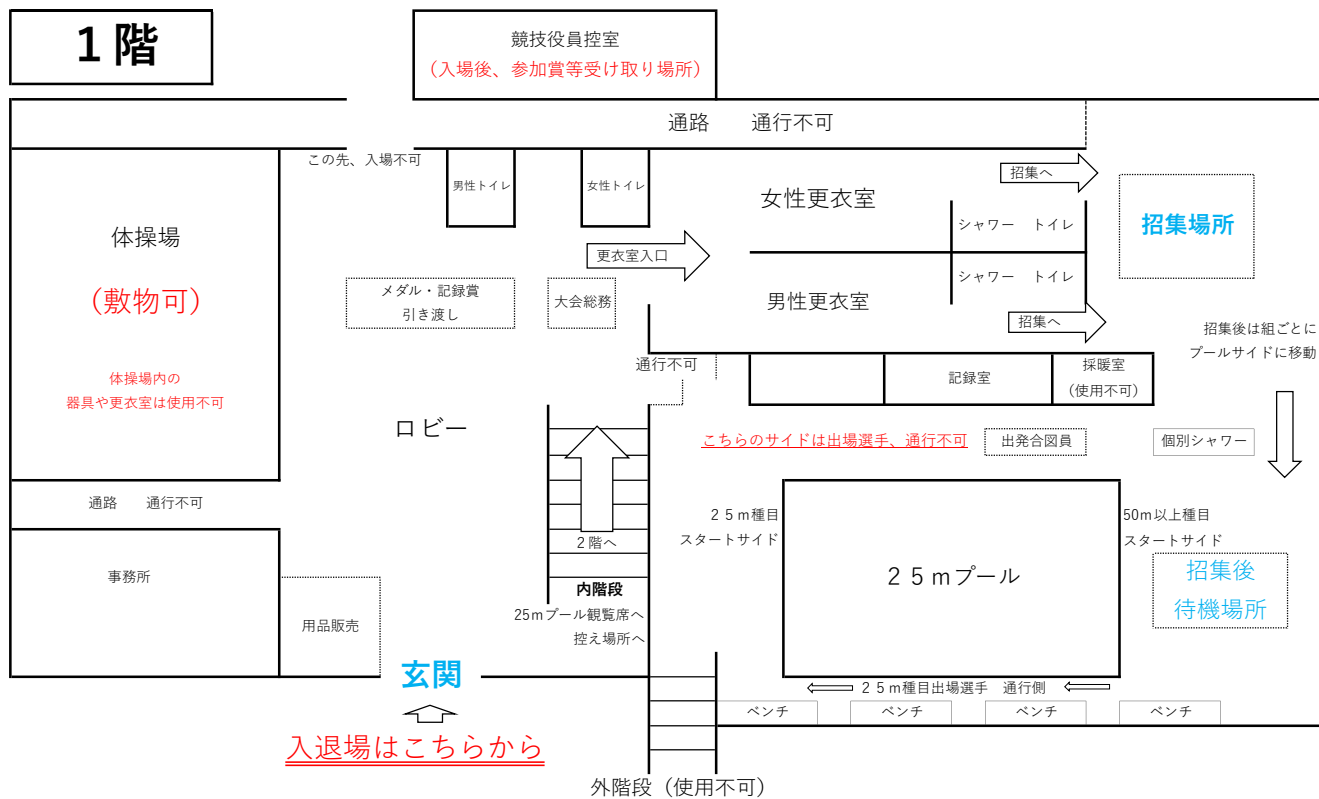 １階
競技役員控室
（入場後、参加賞等受け取り場所）
通路　　通行不可
この先、入場不可
男性トイレ
女性トイレ
女性更衣室
招集へ
招集場所
シャワー　トイレ
体操場
（敷物可）
体操場内の
器具や更衣室は使用不可
更衣室入口
シャワー　トイレ
男性更衣室
メダル・記録賞
引き渡し
大会総務
招集へ
招集後は組ごとに
プールサイドに移動
通行不可
記録室
採暖室
（使用不可）
ロビー
こちらのサイドは出場選手、通行不可
出発合図員
個別シャワー
通路　　通行不可
２５ｍ種目
スタートサイド
50m以上種目
スタートサイド
２階へ
事務所
２５ｍプール
招集後
待機場所
内階段
25mプール観覧席へ
控え場所へ
用品販売
玄関
２５ｍ種目出場選手　通行側
ベンチ
ベンチ
ベンチ
ベンチ
入退場はこちらから
外階段（使用不可）